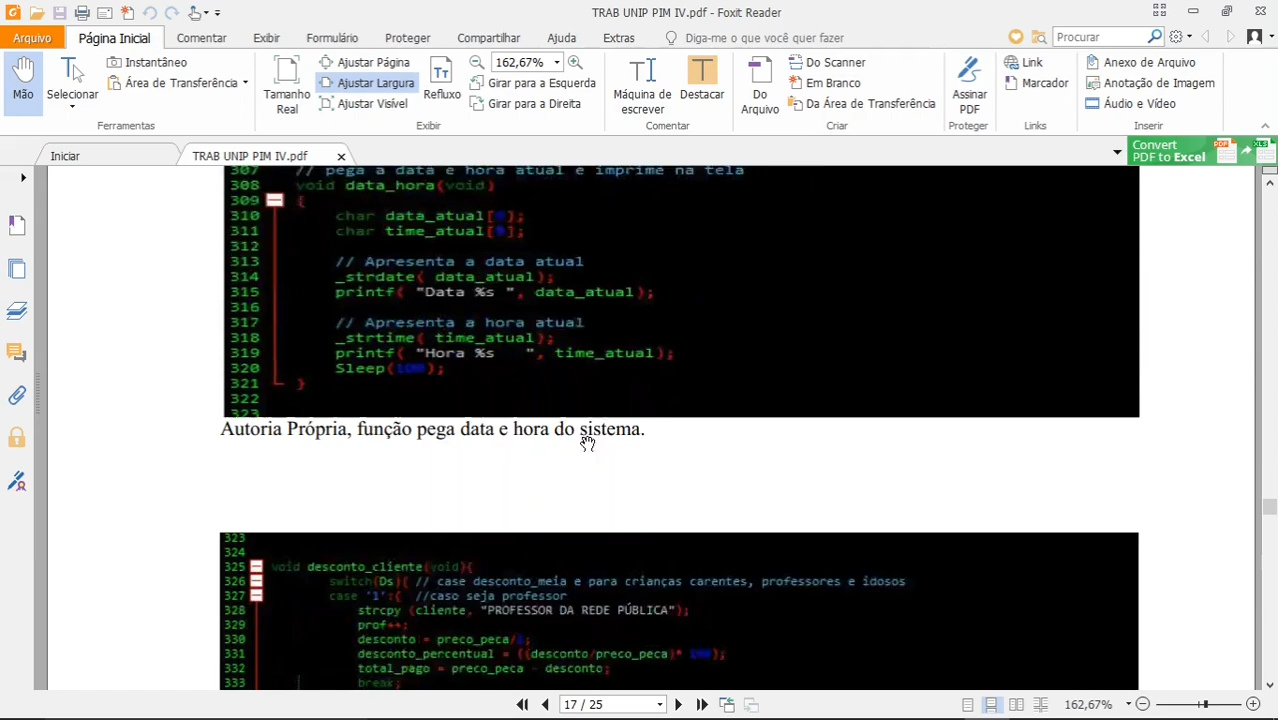 TRAB UNIP PIM IV.pdf - Foxit Reader
Arquivo Página Inicial Comentar Exibir Formulário Proteger Compartilhar Ajuda Extras Diga-me o que deseja fazer... Procurar
Mão
Selecionar
Instantâneo
Área de Transferência
Ferramentas
Tamanho Real
Ajustar Página
Ajustar Largura
Ajustar Visível
Refluxo
162,67%
Girar para a Esquerda
Girar para a Direita
Exibir
Máquina de escrever
Destacar
Comentar
Do Arquivo
Do Scanner
Em Branco
Da Área de Transferência
Criar
Assinar PDF
Proteger
Link
Marcador
Links
Anexo de Arquivo
Anotação de Imagem
Áudio e Vídeo
Inserir
Iniciar TRAB UNIP PIM IV.pdf
Convert
PDF to Excel
307 // pega a data e hora atual e imprime na tela
308 void data_hora(void)
309 {
310 char data_atual[ ];
311 char time_atual[ ];
312
313 // Apresenta a data atual
314 _strdate( data_atual);
315 printf( "Data %s ", data_atual);
316
317 // Apresenta a hora atual
318 _strtime( time_atual);
319 printf( "Hora %s   ", time_atual);
320 Sleep(100);
321 }
322
323
Autoria Própria, função pega data e hora do sistema.
323
324
325 void desconto_cliente(void){
326 switch(Ds){ // case desconto_meia e para crianças carentes, professores e idosos
327 case '1':{ //caso seja professor
328 strcpy (cliente, "PROFESSOR DA REDE PÚBLICA");
329 prof++;
330 desconto = preco_peca/ ;
331 desconto_percentual = ((desconto/preco_peca)* 100);
332 total_pago = preco_peca - desconto;
333 break;
17 / 25
162,67%